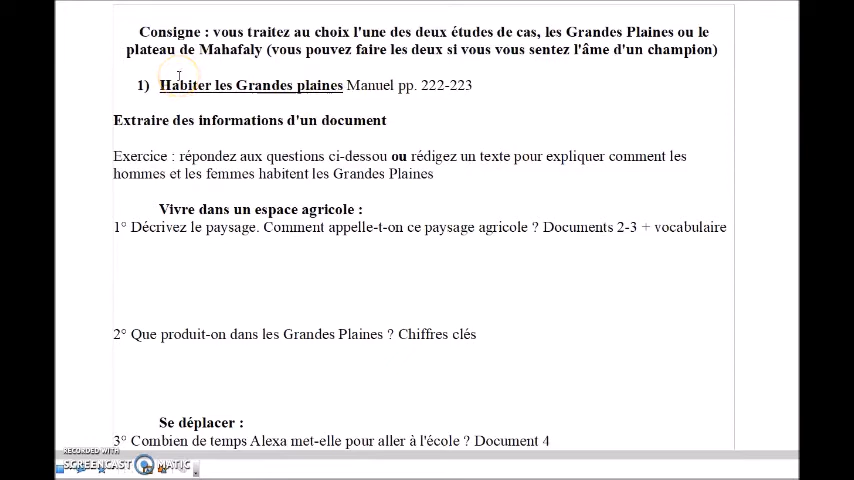 Consigne : vous traitez au choix l'une des deux études de cas, les Grandes Plaines ou le
plateau de Mahafaly (vous pouvez faire les deux si vous vous sentez l'âme d'un champion)
1) Habiter les Grandes plaines Manuel pp. 222-223
Extraire des informations d'un document
Exercice : répondez aux questions ci-dessou ou rédigez un texte pour expliquer comment les
hommes et les femmes habitent les Grandes Plaines
Vivre dans un espace agricole :
1° Décrivez le paysage. Comment appelle-t-on ce paysage agricole ? Documents 2-3 + vocabulaire
2° Que produit-on dans les Grandes Plaines ? Chiffres clés
Se déplacer :
3° Combien de temps Alexa met-elle pour aller à l'école ? Document 4
RECORDED WITH
SCREENCAST MATIC